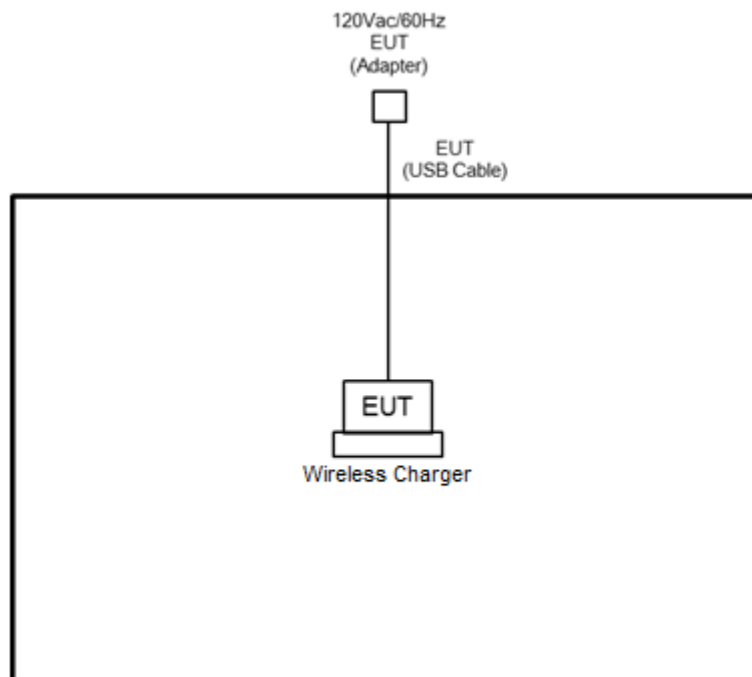 120Vac/60Hz
EUT
(Adapter)
EUT
(USB Cable)
EUT
Wireless Charger